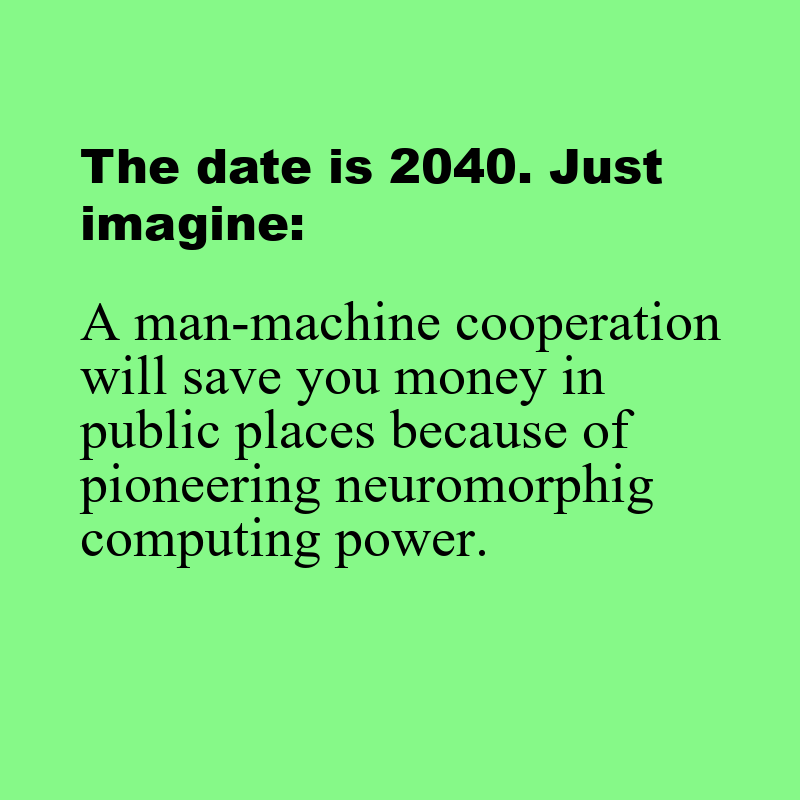 The date is 2040. Just
imagine:
A man-machine cooperation
will save you money in
public places because of
pioneering neuromorphig
computing power.